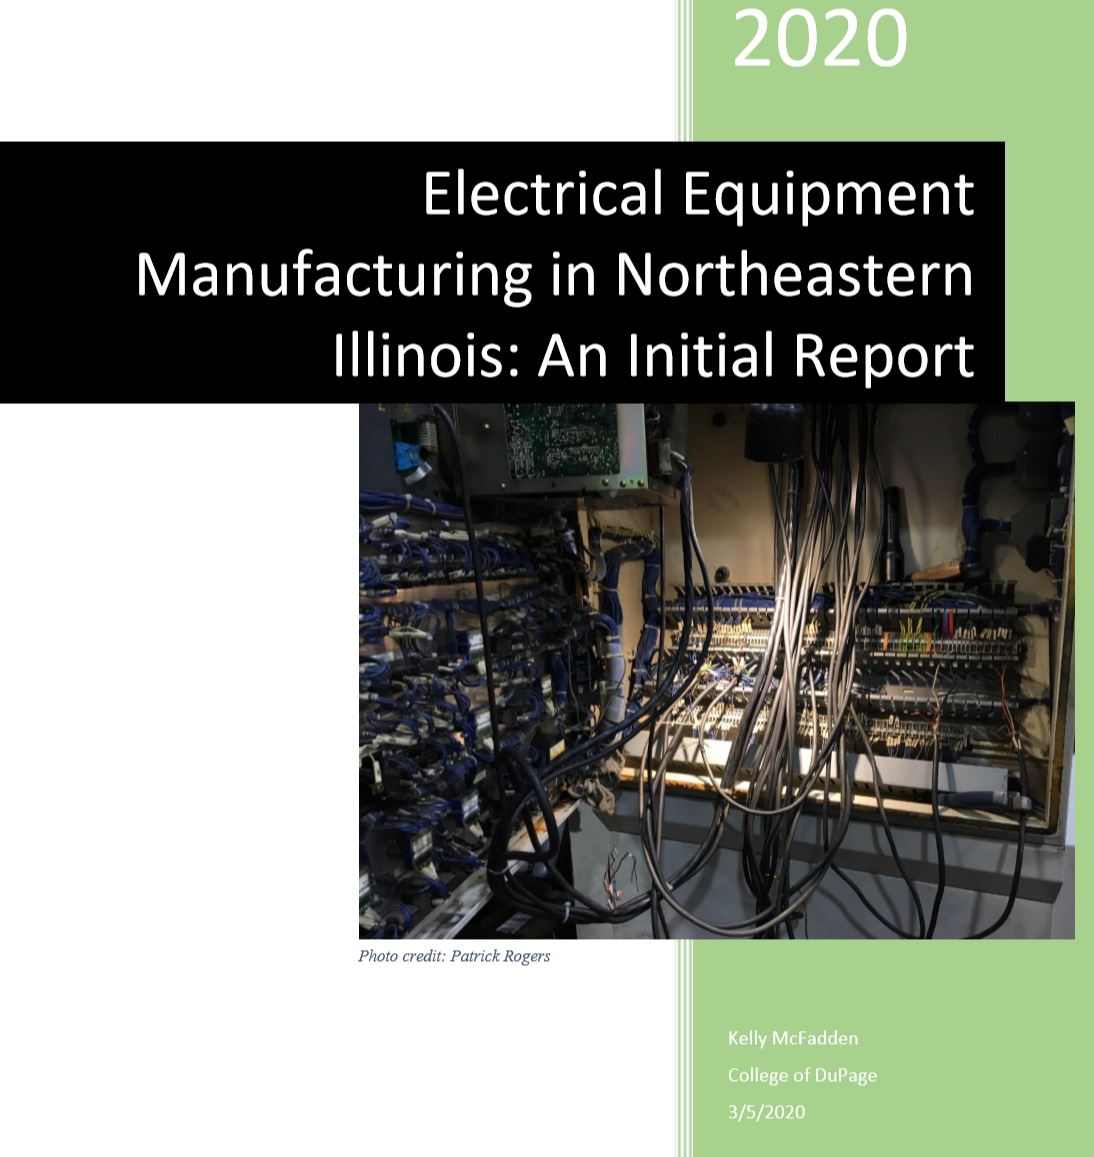 2020
Electrical Equipment
Manufacturing in Northeastern
Illinois: An Initial Report
Photo credit: Patrick Rogers
Kelly McFadden
College of DuPage
3/5/2020